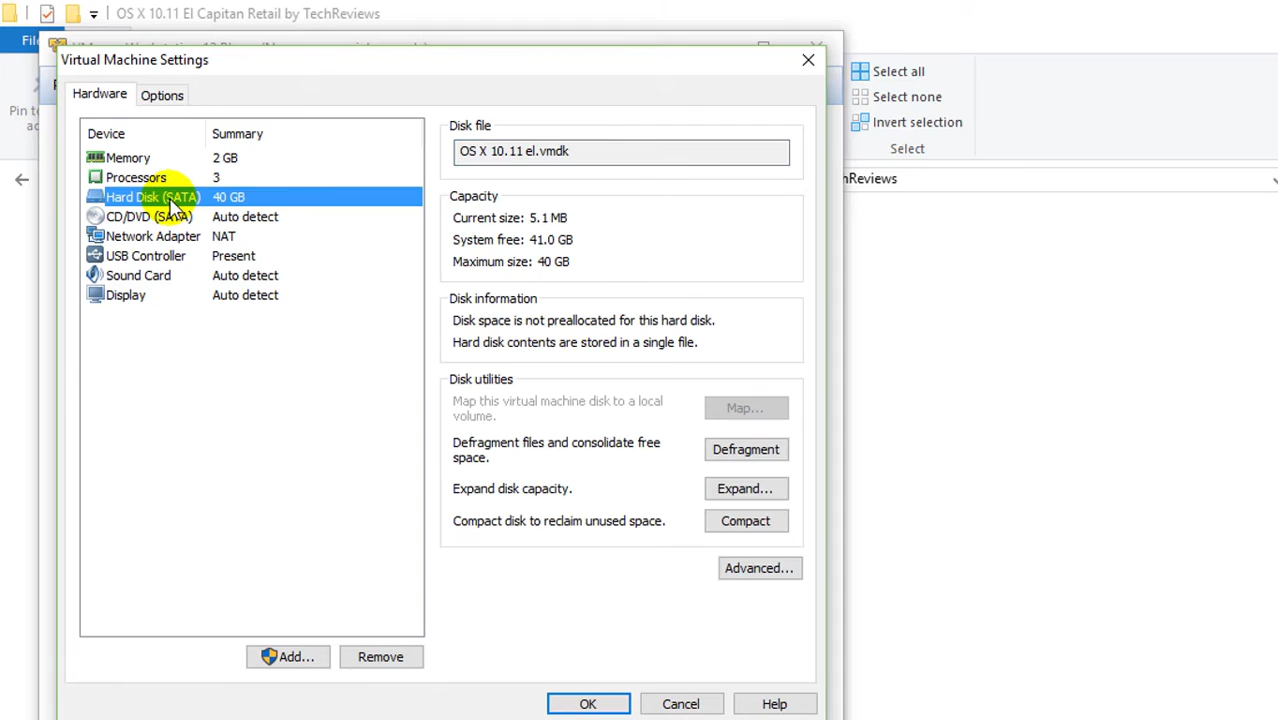 OS X 10.11 El Capitan Retail by TechReviews
File
Virtual Machine Settings
Select all
Hardware
Options
Select none
Pin to
Invert selection
Device
Summary
Disk file
Select
Memory
2 GB
OS X 10.11 el.vmdk
Processors
3
Hard Disk (SATA)
40 GB
Capacity
CD/DVD (SATA)
Auto detect
Current size: 5.1 MB
Network Adapter
NAT
System free: 41.0 GB
USB Controller
Present
Maximum size: 40 GB
Sound Card
Auto detect
Display
Auto detect
Disk information
Disk space is not preallocated for this hard disk.
Hard disk contents are stored in a single file.
Disk utilities
Map this virtual machine disk to a local
volume.
Map...
Defragment files and consolidate free
space.
Defragment
Expand disk capacity.
Expand...
Compact disk to reclaim unused space.
Compact
Advanced...
Add...
Remove
OK
Cancel
Help